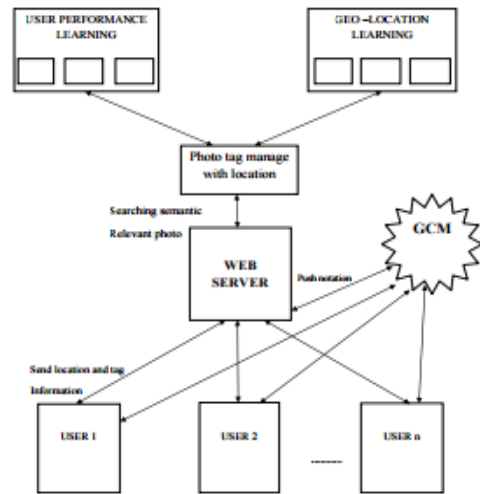 USER PERFORMANCE
LEARNING
GEO –LOCATION
LEARNING
Photo tag manage
with location
Searching semantic
Relevant photo
GCM
WEB
SERVER
Push notation
Send location and tag
Information
USER 1
USER 2
USER n